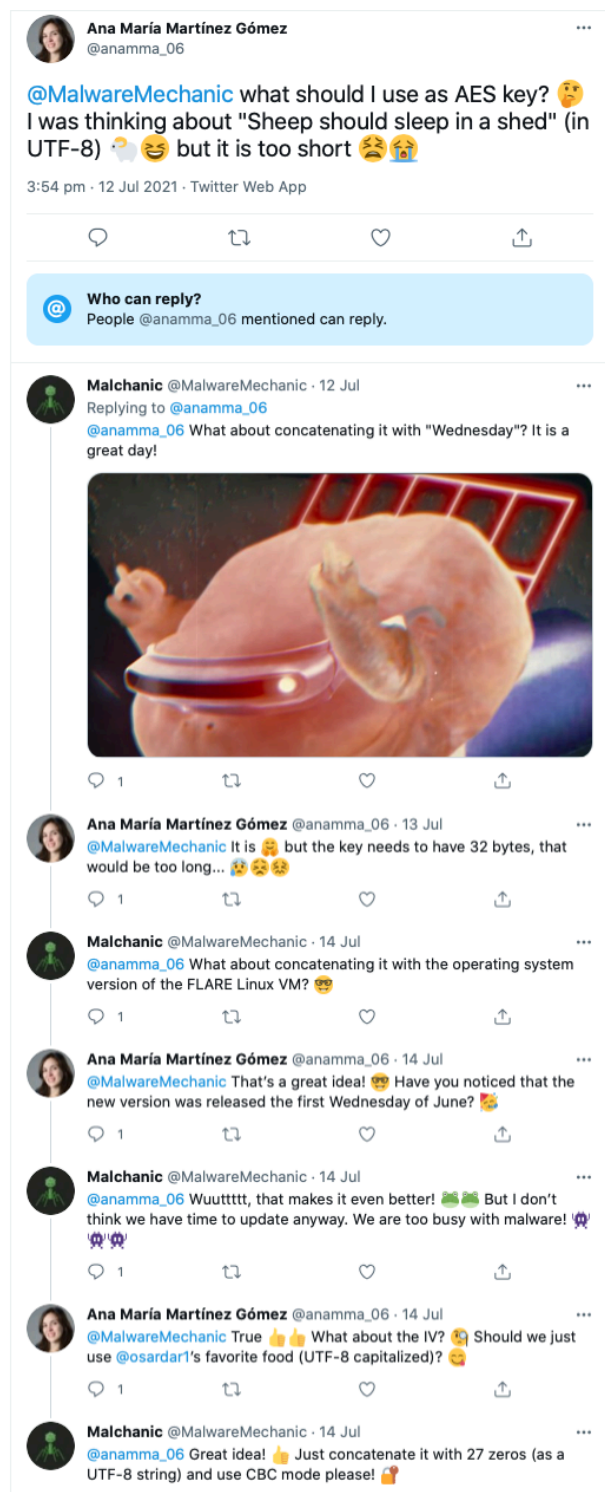 Ana María Martínez Gómez
@anamma_06
@MalwareMechanic what should I use as AES key? 🤔
I was thinking about "Sheep should sleep in a shed" (in
UTF-8) 🐑😆 but it is too short 😫😭
3:54 pm · 12 Jul 2021 · Twitter Web App
Who can reply?
People @anamma_06 mentioned can reply.
Malchanic @MalwareMechanic · 12 Jul
Replying to @anamma_06
@anamma_06 What about concatenating it with "Wednesday"? It is a
great day!
1
Ana María Martínez Gómez @anamma_06 · 13 Jul
@MalwareMechanic It is 🤗 but the key needs to have 32 bytes, that
would be too long... 😰😫😣
1
Malchanic @MalwareMechanic · 14 Jul
@anamma_06 What about concatenating it with the operating system
version of the FLARE Linux VM? 🤓
1
Ana María Martínez Gómez @anamma_06 · 14 Jul
@MalwareMechanic That's a great idea! 🤓 Have you noticed that the
new version was released the first Wednesday of June? 🥳
1
Malchanic @MalwareMechanic · 14 Jul
@anamma_06 Wuuttttt, that makes it even better! 🐸🐸 But I don't
think we have time to update anyway. We are too busy with malware! 👾
👾👾
1
Ana María Martínez Gómez @anamma_06 · 14 Jul
@MalwareMechanic True 👍👍 What about the IV? 🧐 Should we just
use @osardar1's favorite food (UTF-8 capitalized)? 😋
1
Malchanic @MalwareMechanic · 14 Jul
@anamma_06 Great idea! 👍 Just concatenate it with 27 zeros (as a
UTF-8 string) and use CBC mode please! 🔐